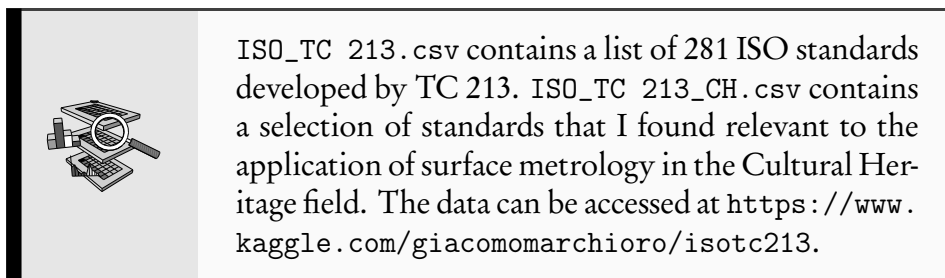 ISO_TC 213.csv contains a list of 281 ISO standards
developed by TC 213. ISO_TC 213_CH.csv contains
a selection of standards that I found relevant to the
application of surface metrology in the Cultural Her-
itage field. The data can be accessed at https://www.
kaggle.com/giacomomarchioro/isotc213.